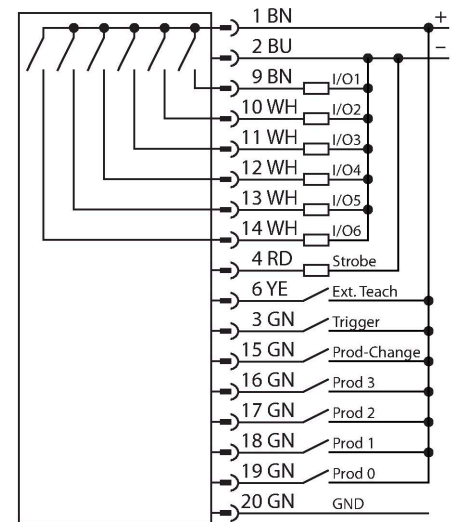 1 BN +
2 BU −
9 BN I/O1
10 WH I/O2
11 WH I/O3
12 WH I/O4
13 WH I/O5
14 WH I/O6
4 RD Strobe
6 YE Ext. Teach
3 GN Trigger
15 GN Prod-Change
16 GN Prod 3
17 GN Prod 2
18 GN Prod 1
19 GN Prod 0
20 GN GND